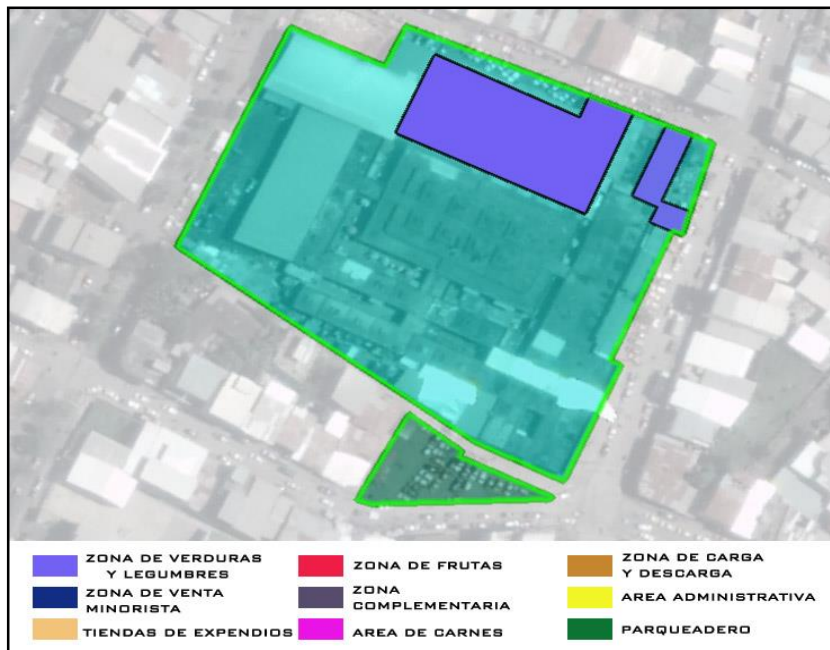 ZONA DE VERDURAS
Y LEGUMBRES
ZONA DE VENTA
MINORISTA
TIENDAS DE EXPENDIOS
ZONA DE FRUTAS
ZONA
COMPLEMENTARIA
AREA DE CARNES
ZONA DE CARGA
Y DESCARGA
AREA ADMINISTRATIVA
PARQUEADERO